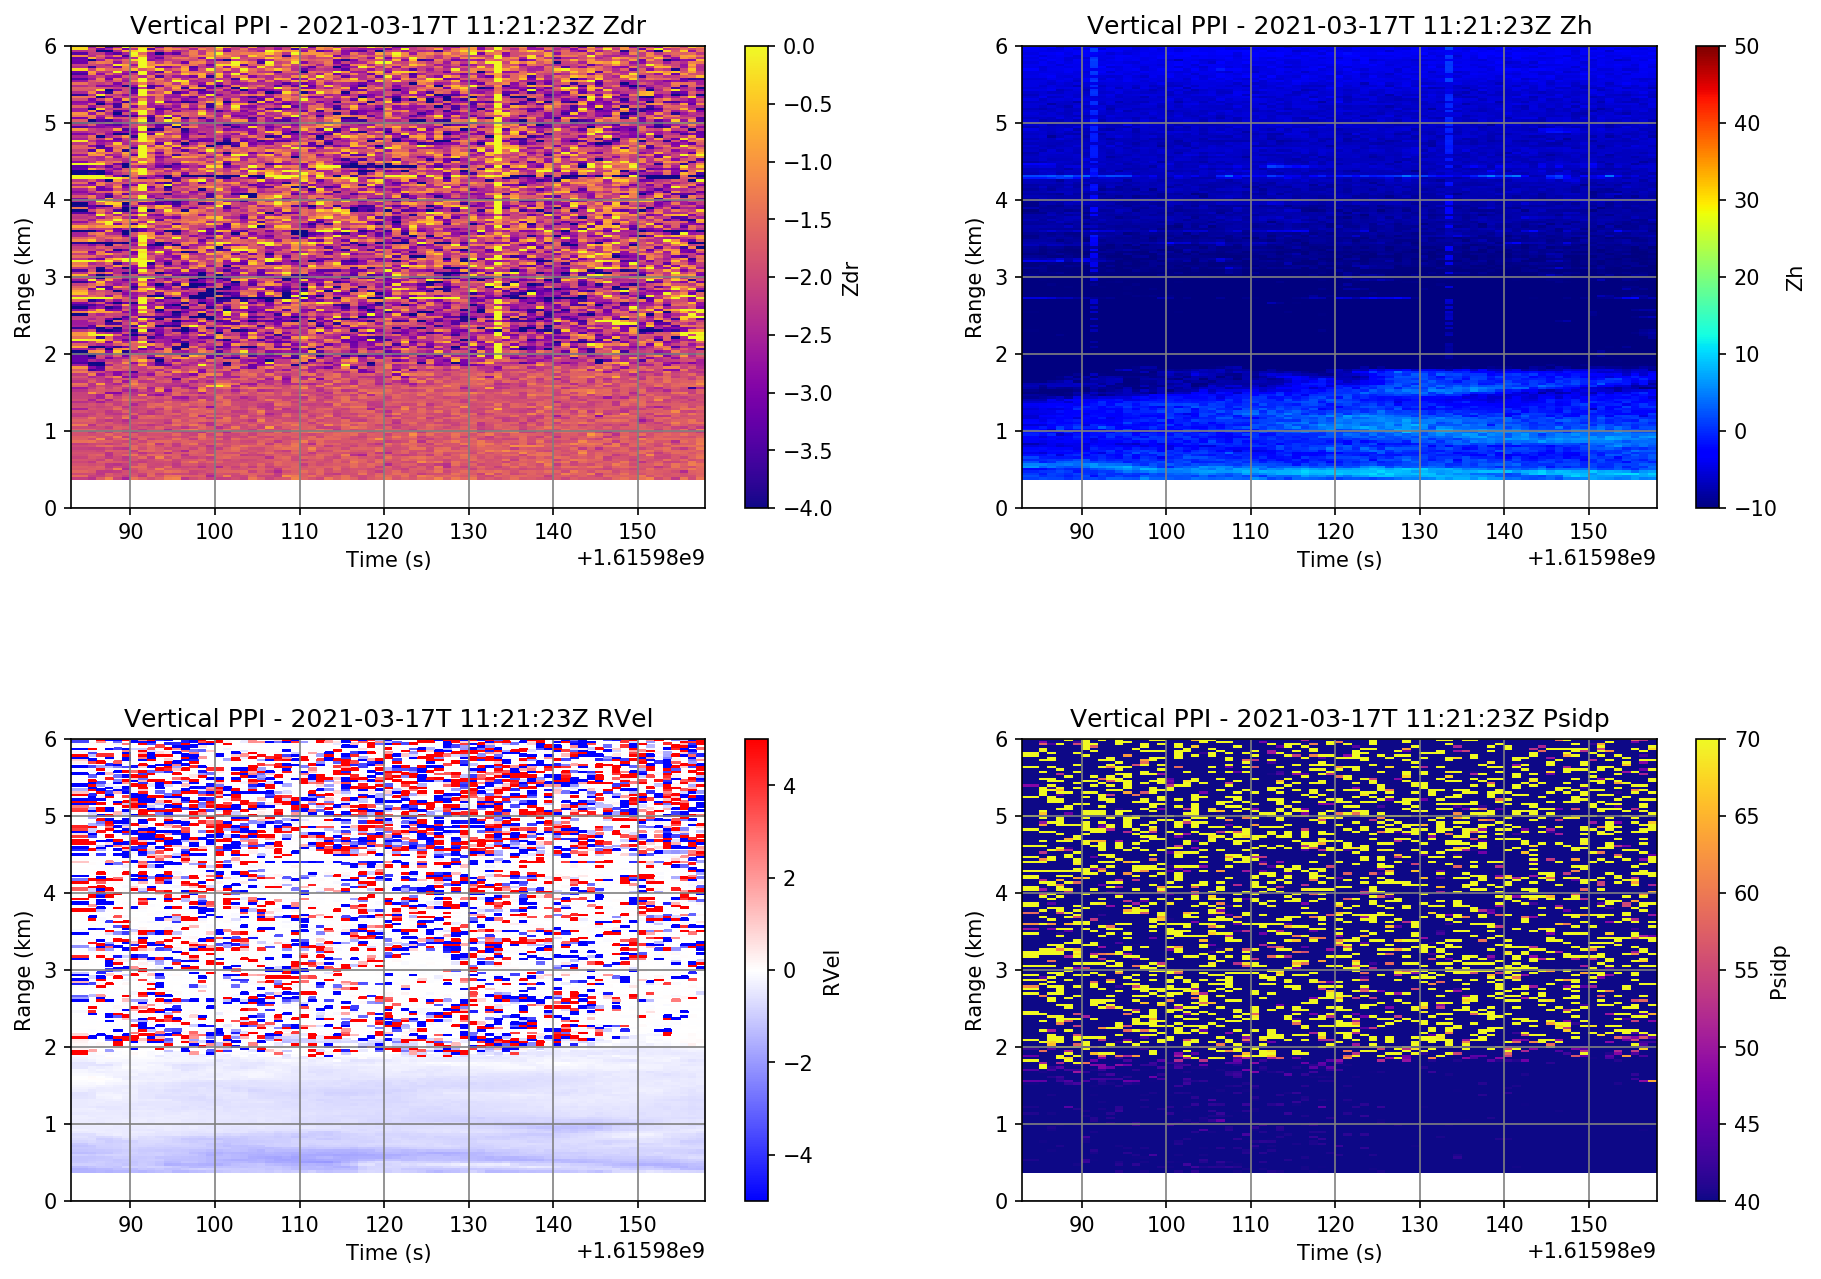 Vertical PPI - 2021-03-17T 11:21:23Z Zdr
6
5
4
3
2
1
0
Range (km)
90 100 110 120 130 140 150
Time (s)
+1.61598e9
0.0
−0.5
−1.0
−1.5
−2.0
−2.5
−3.0
−3.5
−4.0
Zdr
Vertical PPI - 2021-03-17T 11:21:23Z Zh
6
5
4
3
2
1
0
Range (km)
90 100 110 120 130 140 150
Time (s)
+1.61598e9
50
40
30
20
10
0
−10
Zh
Vertical PPI - 2021-03-17T 11:21:23Z RVel
6
5
4
3
2
1
0
Range (km)
90 100 110 120 130 140 150
Time (s)
+1.61598e9
4
2
0
−2
−4
RVel
Vertical PPI - 2021-03-17T 11:21:23Z Psidp
6
5
4
3
2
1
0
Range (km)
90 100 110 120 130 140 150
Time (s)
+1.61598e9
70
65
60
55
50
45
40
Psidp